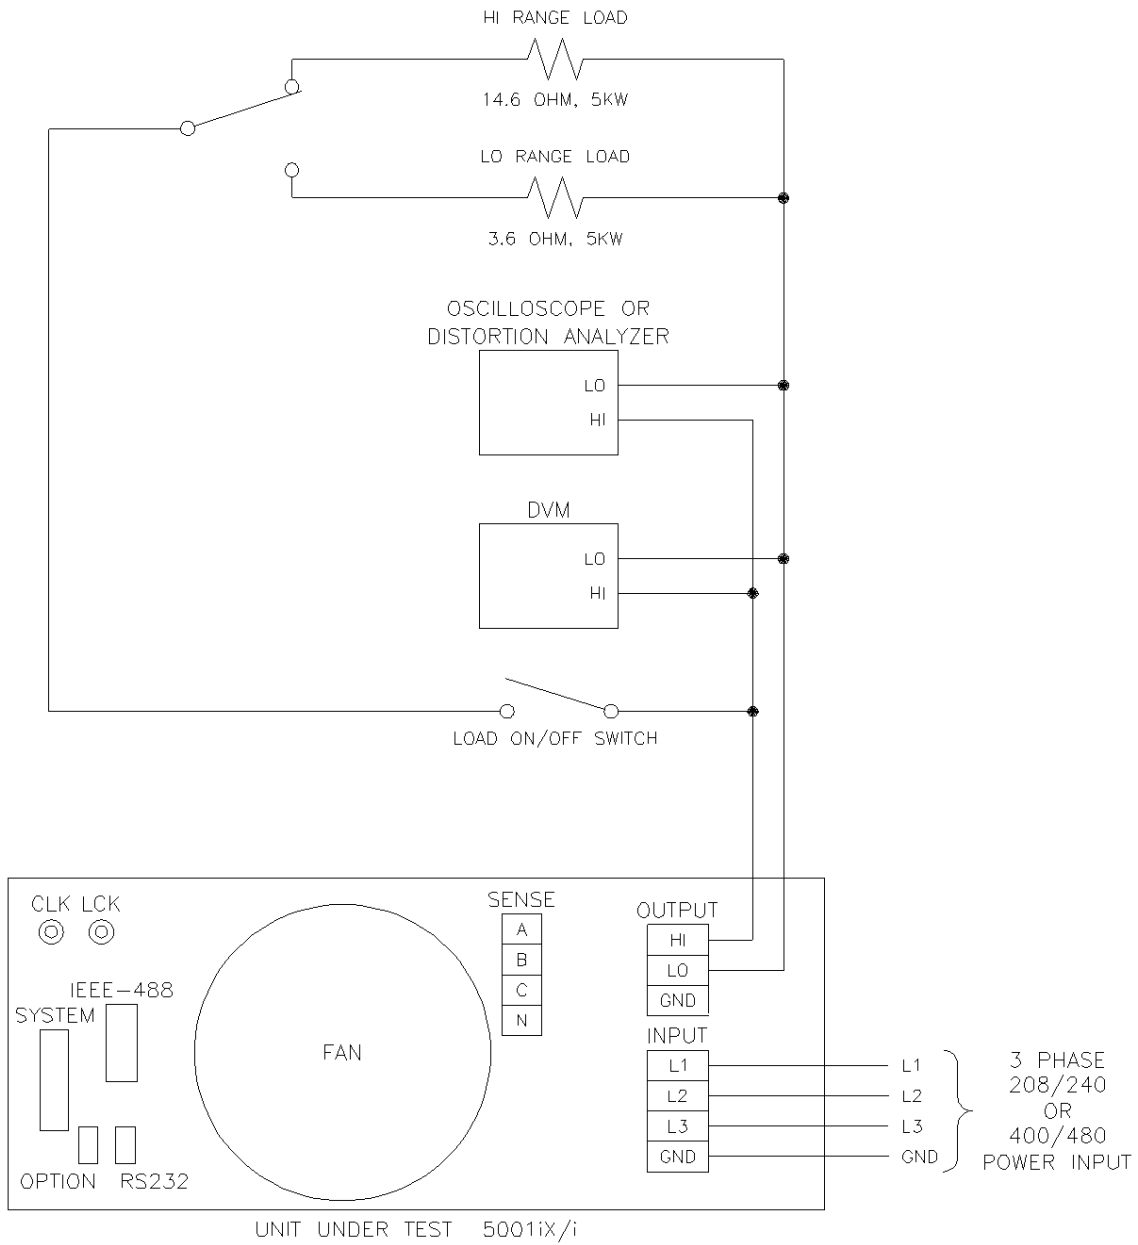 HI RANGE LOAD
14.6 OHM, 5KW
LO RANGE LOAD
3.6 OHM, 5KW
OSCILLOSCOPE OR
DISTORTION ANALYZER
LO
HI
DVM
LO
HI
LOAD ON/OFF SWITCH
CLK LCK
IEEE-488
SYSTEM
OPTION RS232
FAN
SENSE
A
B
C
N
OUTPUT
HI
LO
GND
INPUT
L1
L2
L3
GND
L1
L2
L3
GND
3 PHASE
208/240
OR
400/480
POWER INPUT
UNIT UNDER TEST 5001iX/i